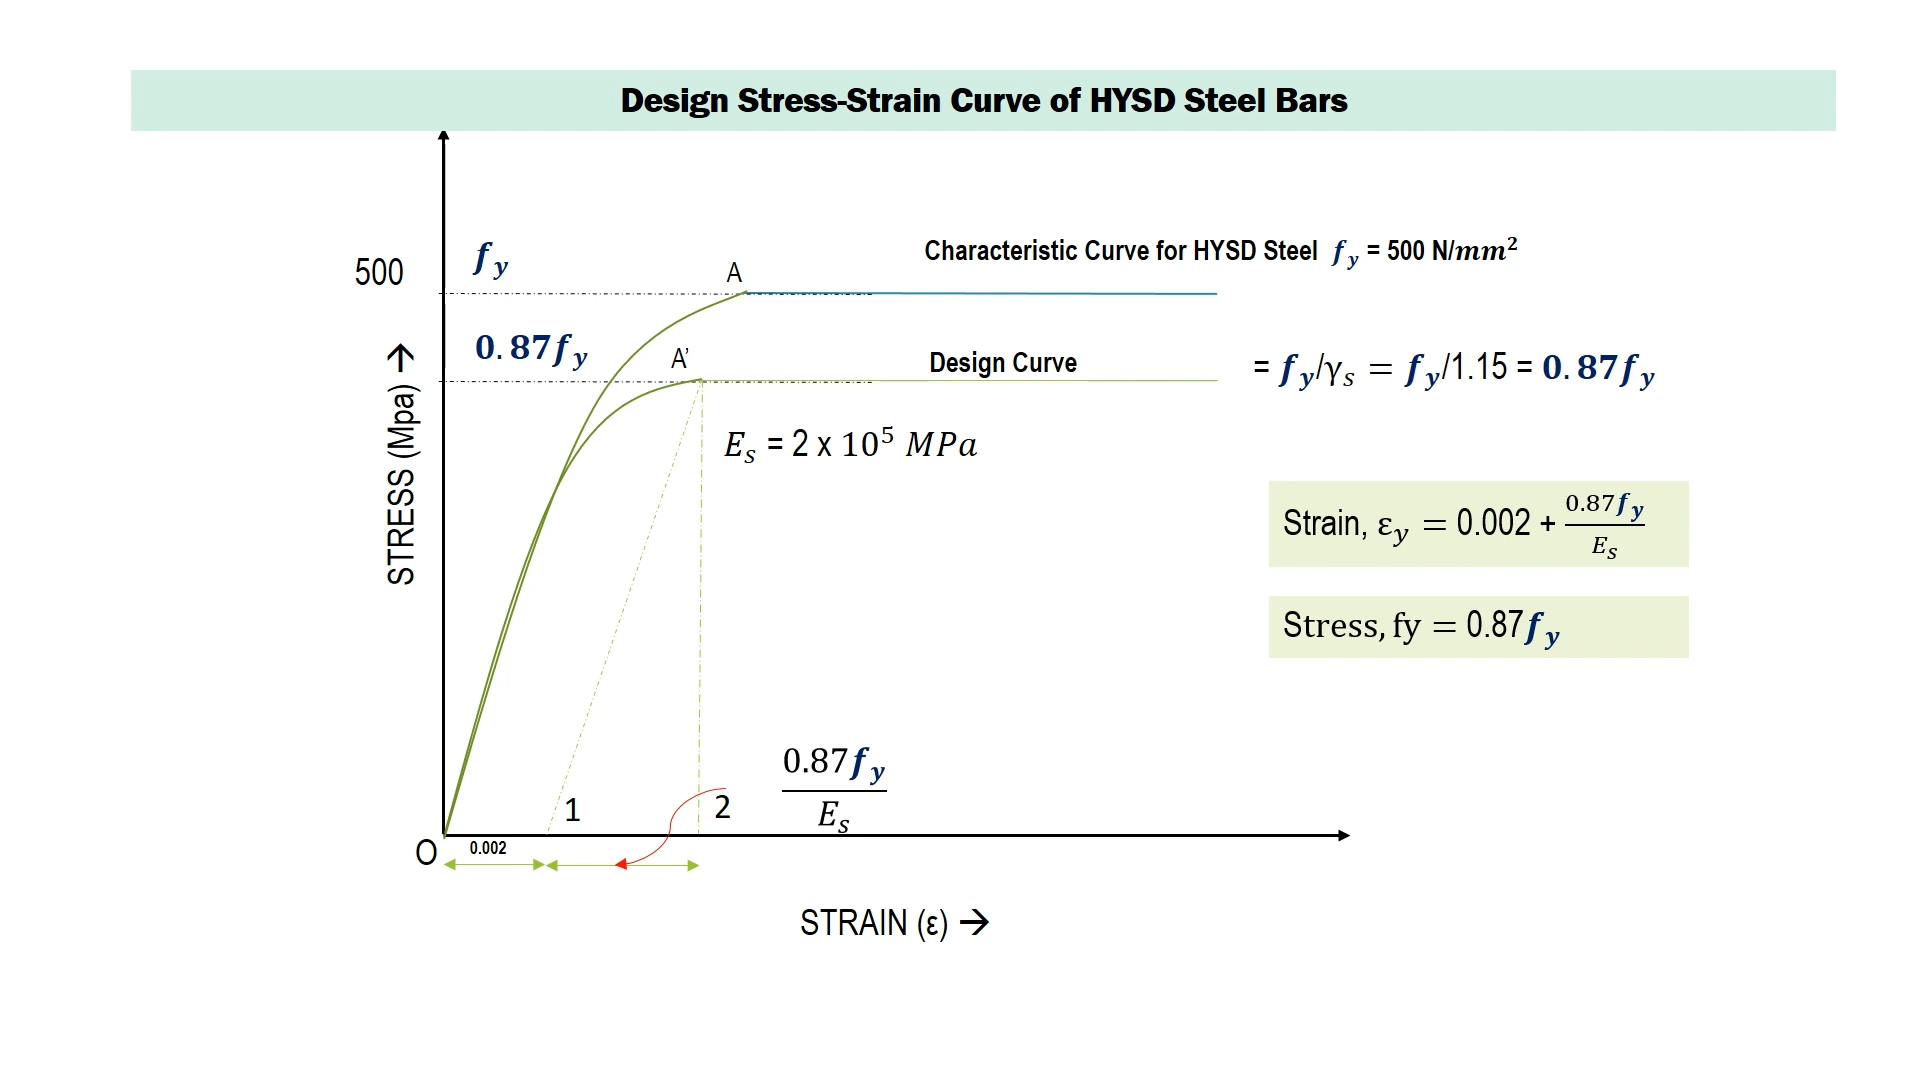 Design Stress-Strain Curve of HYSD Steel Bars
Characteristic Curve for HYSD Steel f_y = 500 N/mm²
500
f_y
A
0.87f_y
A'
Design Curve
= f_y/γ_s = f_y/1.15 = 0.87f_y
E_s = 2 x 10⁵ MPa
STRESS (Mpa) →
Strain, ε_y = 0.002 + 0.87f_y/E_s
Stress, fy = 0.87f_y
0.87f_y/E_s
1
2
O
0.002
STRAIN (ε) →